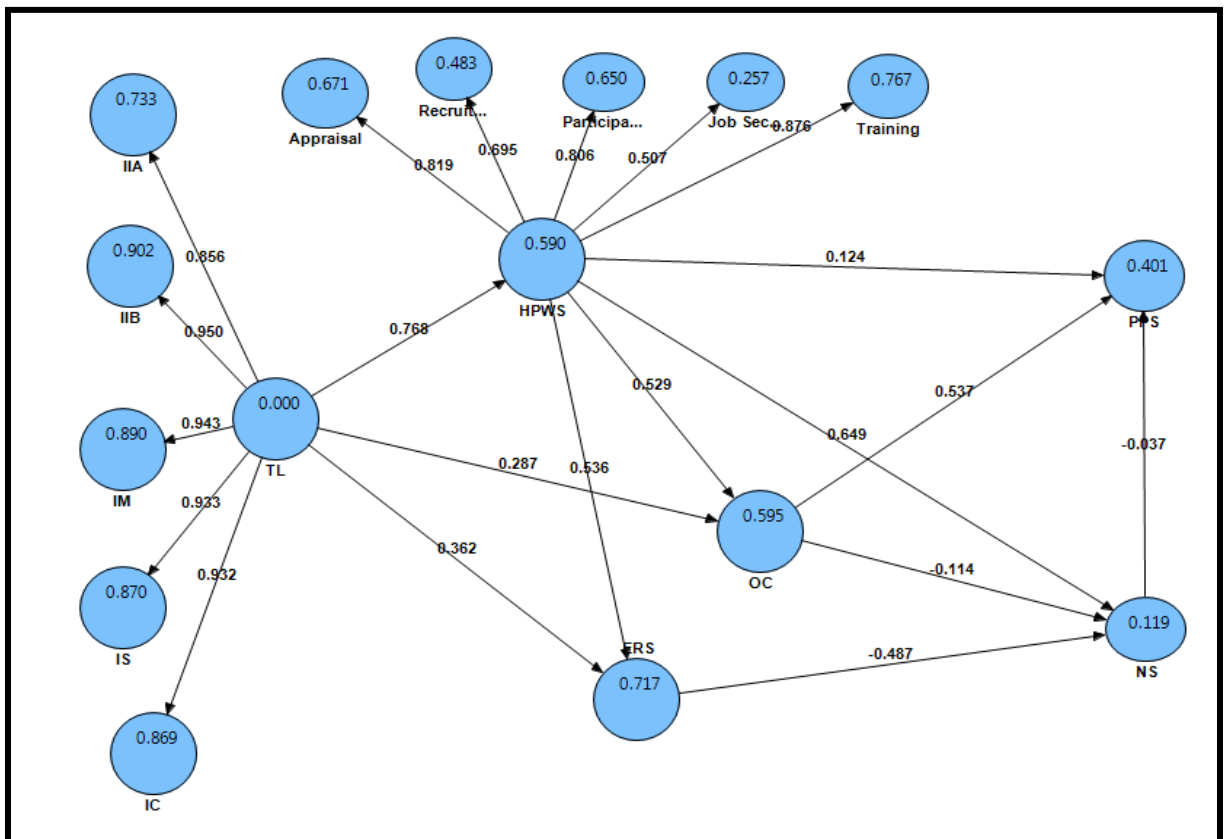 0.733
IIA
0.671
Appraisal
0.483
Recruit...
0.650
Participa...
0.257
Job Sec...
0.767
Training
0.819
0.695
0.806
0.507
0.876
0.902
IIB
0.856
0.950
0.590
HPWS
0.124
0.401
PPS
0.768
0.000
TL
0.890
IM
0.943
0.933
0.932
0.529
0.537
0.649
-0.037
0.287
0.536
0.362
0.595
OC
-0.114
0.870
IS
0.119
NS
ERS
0.717
-0.487
0.869
IC